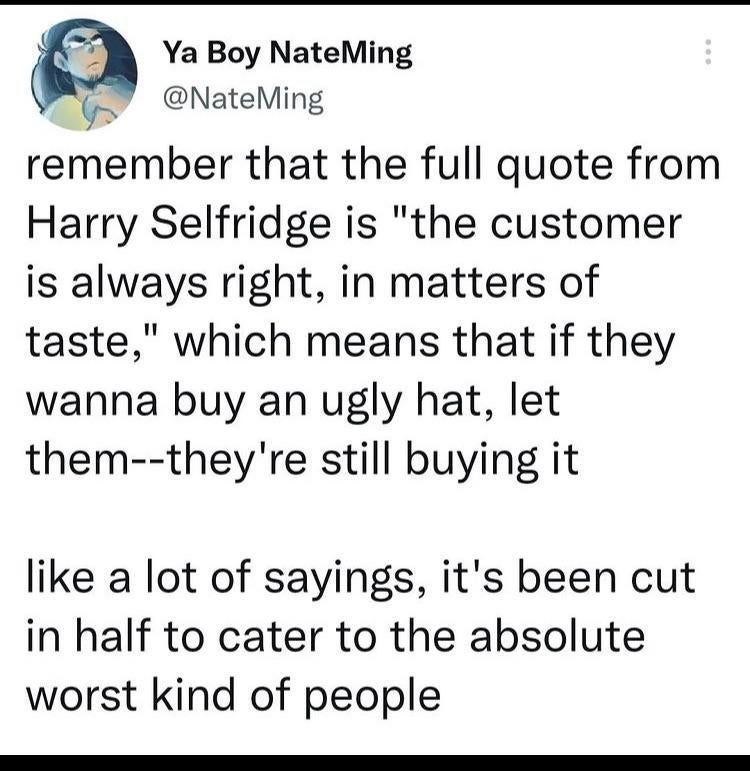 Ya Boy NateMing
@NateMing
remember that the full quote from
Harry Selfridge is "the customer
is always right, in matters of
taste," which means that if they
wanna buy an ugly hat, let
them--they're still buying it
like a lot of sayings, it's been cut
in half to cater to the absolute
worst kind of people